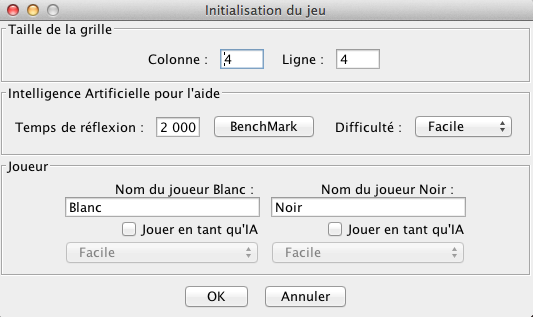 Initialisation du jeu
Taille de la grille
Colonne : 4 Ligne : 4
Intelligence Artificielle pour l'aide
Temps de réflexion : 2 000 BenchMark Difficulté : Facile
Joueur
Nom du joueur Blanc : Nom du joueur Noir :
Blanc Noir
Jouer en tant qu'IA Jouer en tant qu'IA
Facile Facile
OK Annuler